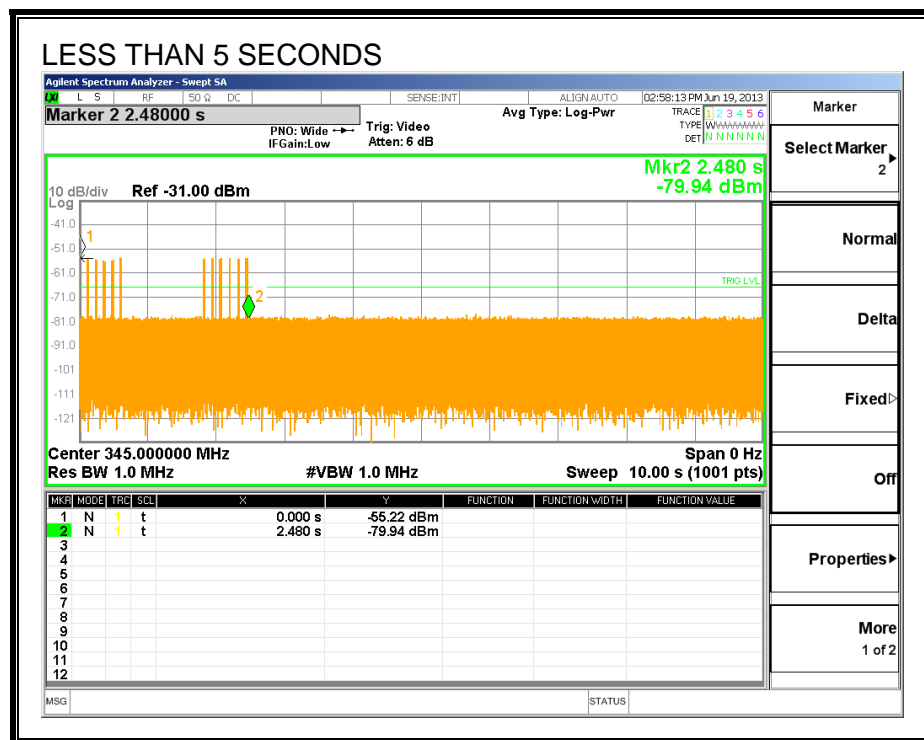 LESS THAN 5 SECONDS
Agilent Spectrum Analyzer - Swept SA
LXI L S RF 50 Ω DC SENSE:INT ALIGN AUTO 02:58:13 PM Jun 19, 2013
Marker 2 2.48000 s
PNO: Wide
IFGain:Low
Trig: Video
Atten: 6 dB
Avg Type: Log-Pwr
TRACE 1 2 3 4 5 6
TYPE WWWWWW
DET N N N N N N
Mkr2 2.480 s
-79.94 dBm
10 dB/div Ref -31.00 dBm
Log
-41.0
-51.0
-61.0
-71.0
-81.0
-91.0
-101
-111
-121
1
2
TRIG LVL
Center 345.000000 MHz Span 0 Hz
Res BW 1.0 MHz #VBW 1.0 MHz Sweep 10.00 s (1001 pts)
MKR MODE TRC SCL X Y FUNCTION FUNCTION WIDTH FUNCTION VALUE
1 N 1 t 0.000 s -55.22 dBm
2 N 1 t 2.480 s -79.94 dBm
3
4
5
6
7
8
9
10
11
12
MSG STATUS
Marker
Select Marker
2
Normal
Delta
Fixed
Off
Properties
More
1 of 2